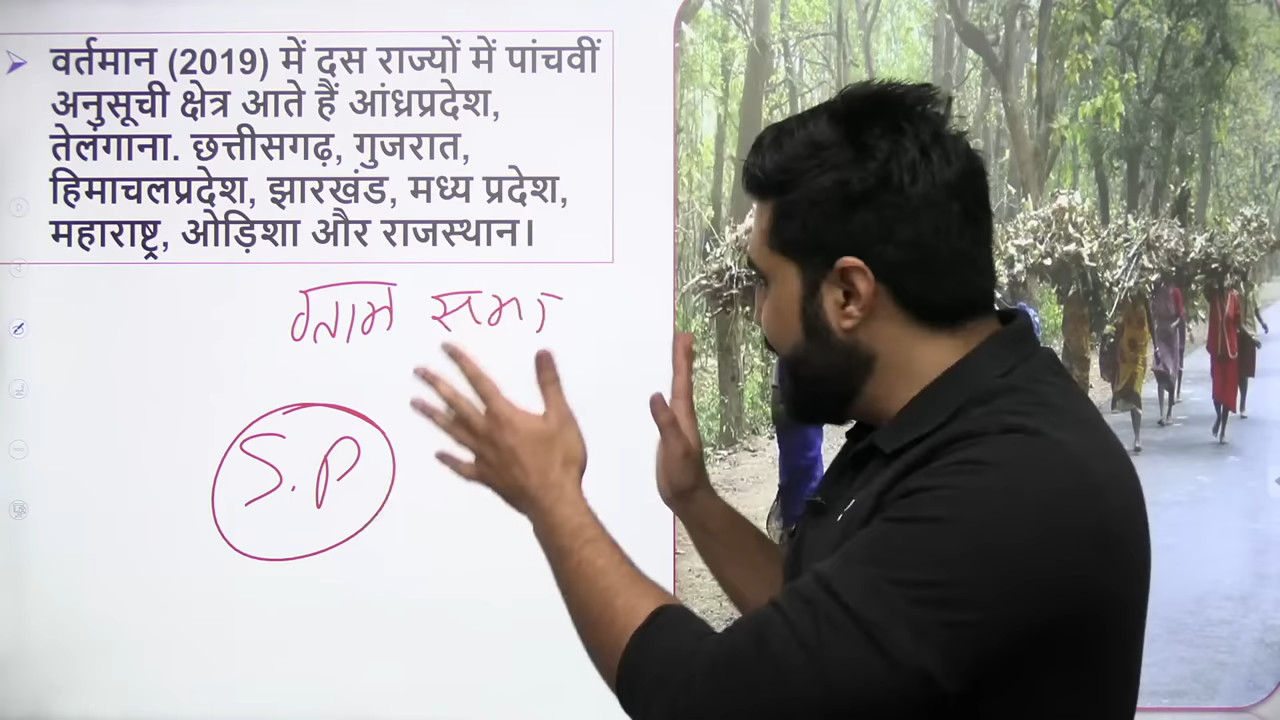 वर्तमान (2019) में दस राज्यों में पांचवीं
अनुसूची क्षेत्र आते हैं आंध्रप्रदेश,
तेलंगाना. छत्तीसगढ़, गुजरात,
हिमाचलप्रदेश, झारखंड, मध्य प्रदेश,
महाराष्ट्र, ओड़िशा और राजस्थान।
ग्राम सभा
S.P